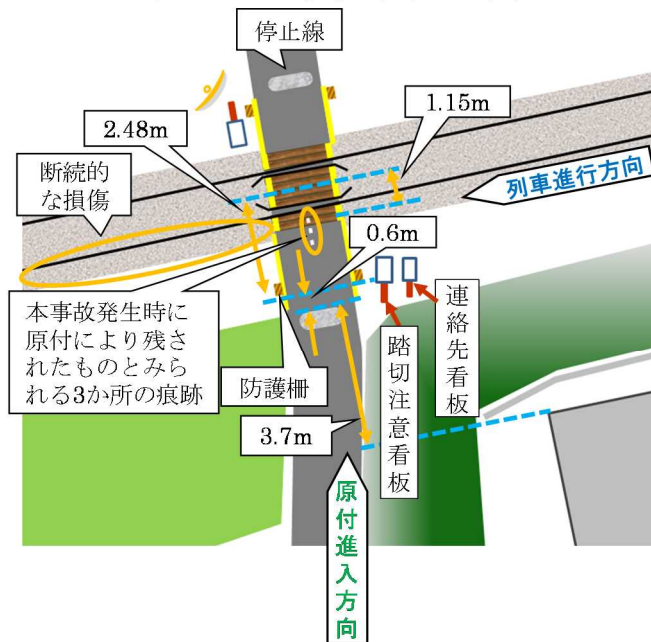 停止線
2.48m
1.15m
断続的
な損傷
列車進行方向
0.6m
本事故発生時に
原付により残さ
れたものとみら
れる3か所の痕跡
防護柵
3.7m
踏切注意看板
連絡先看板
原付進入方向